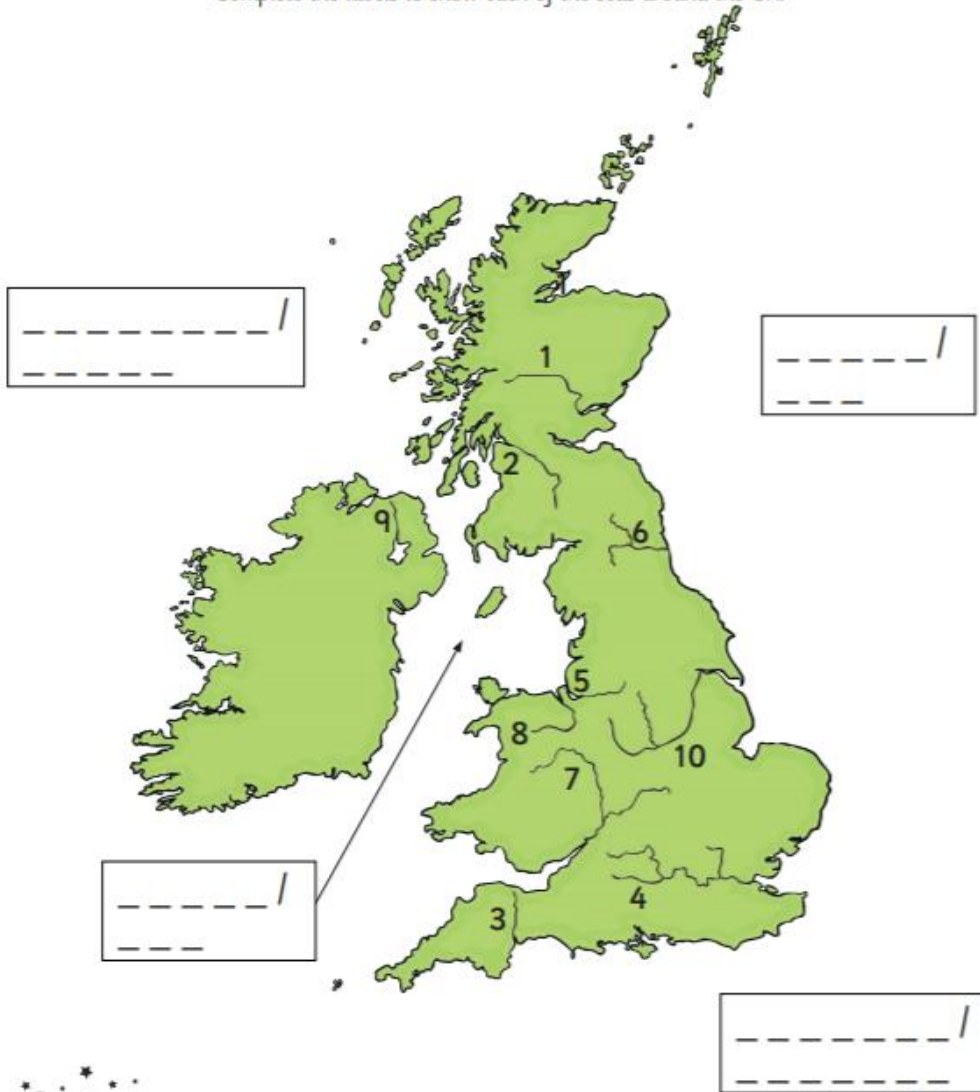 _ _ _ _ _ _ _ _ /
_ _ _ _ _
_ _ _ _ _ /
_ _ _
1
2
9
6
5
8
10
7
_ _ _ _ _ /
_ _ _
4
3
_ _ _ _ _ _ _ /
_ _ _ _ _ _ _